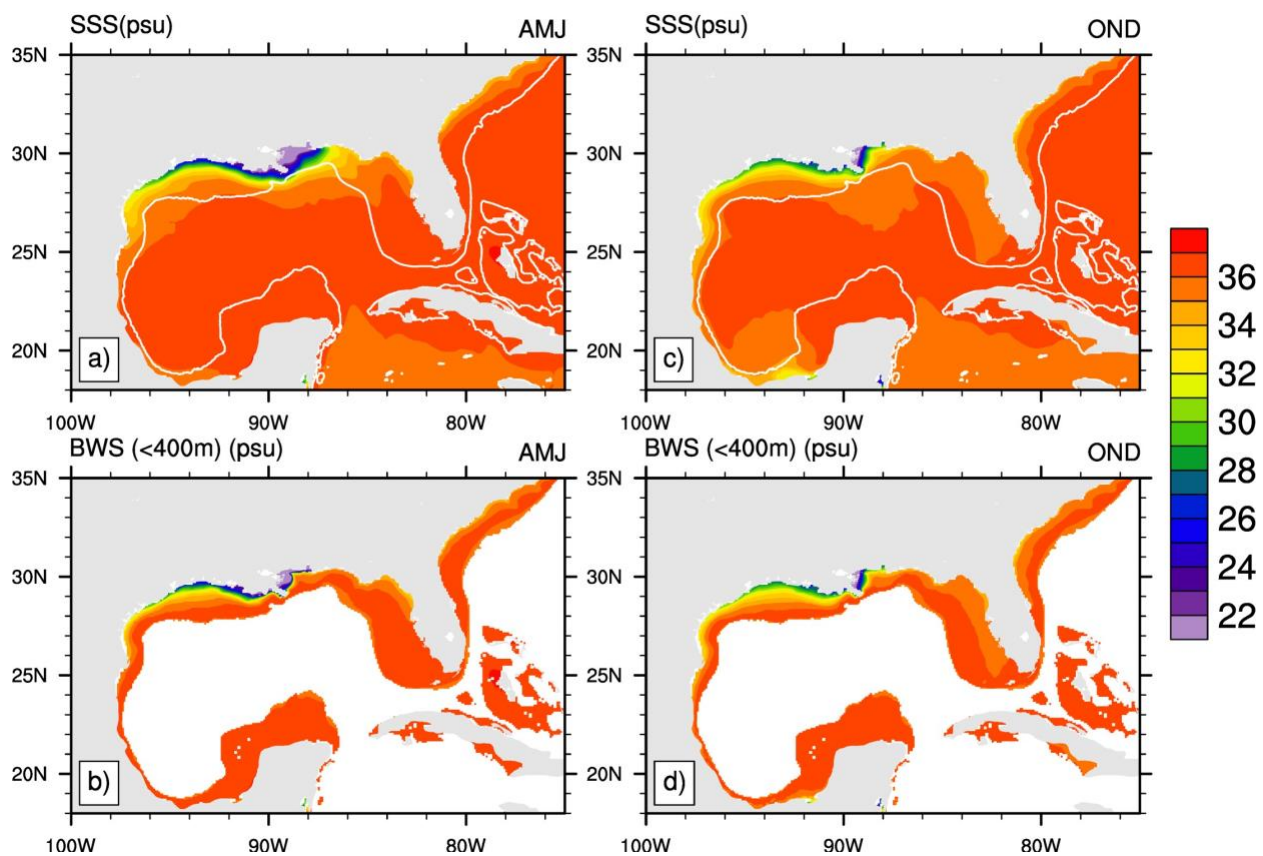 SSS(psu) AMJ
35N
30N
25N
20N
a)
100W 90W 80W
SSS(psu) OND
35N
30N
25N
20N
c)
100W 90W 80W
BWS (<400m) (psu) AMJ
35N
30N
25N
20N
b)
100W 90W 80W
BWS (<400m) (psu) OND
35N
30N
25N
20N
d)
100W 90W 80W
36
34
32
30
28
26
24
22